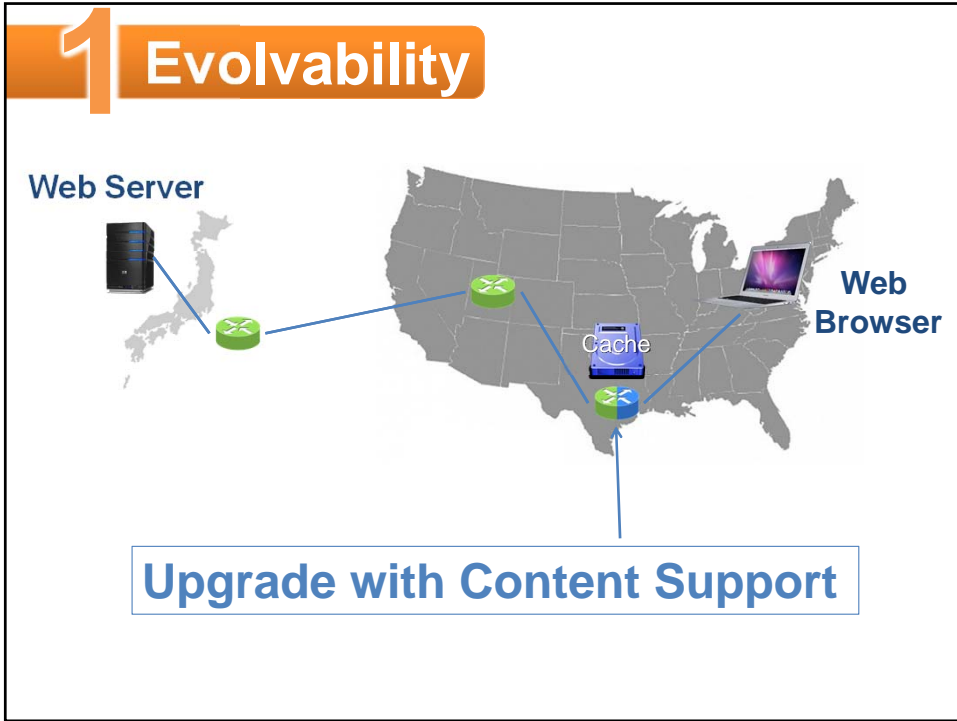 1 Evolvability
Web Server
Web
Browser
Cache
Upgrade with Content Support